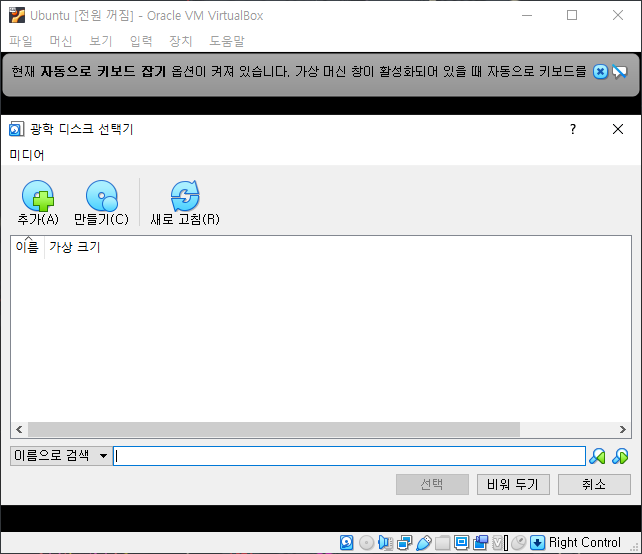 Ubuntu [전원 꺼짐] - Oracle VM VirtualBox
파일 머신 보기 입력 장치 도움말
현재 자동으로 키보드 잡기 옵션이 켜져 있습니다. 가상 머신 창이 활성화되어 있을 때 자동으로 키보드를
광학 디스크 선택기
미디어
추가(A) 만들기(C) 새로 고침(R)
이름 가상 크기
이름으로 검색
선택 비워 두기 취소
Right Control